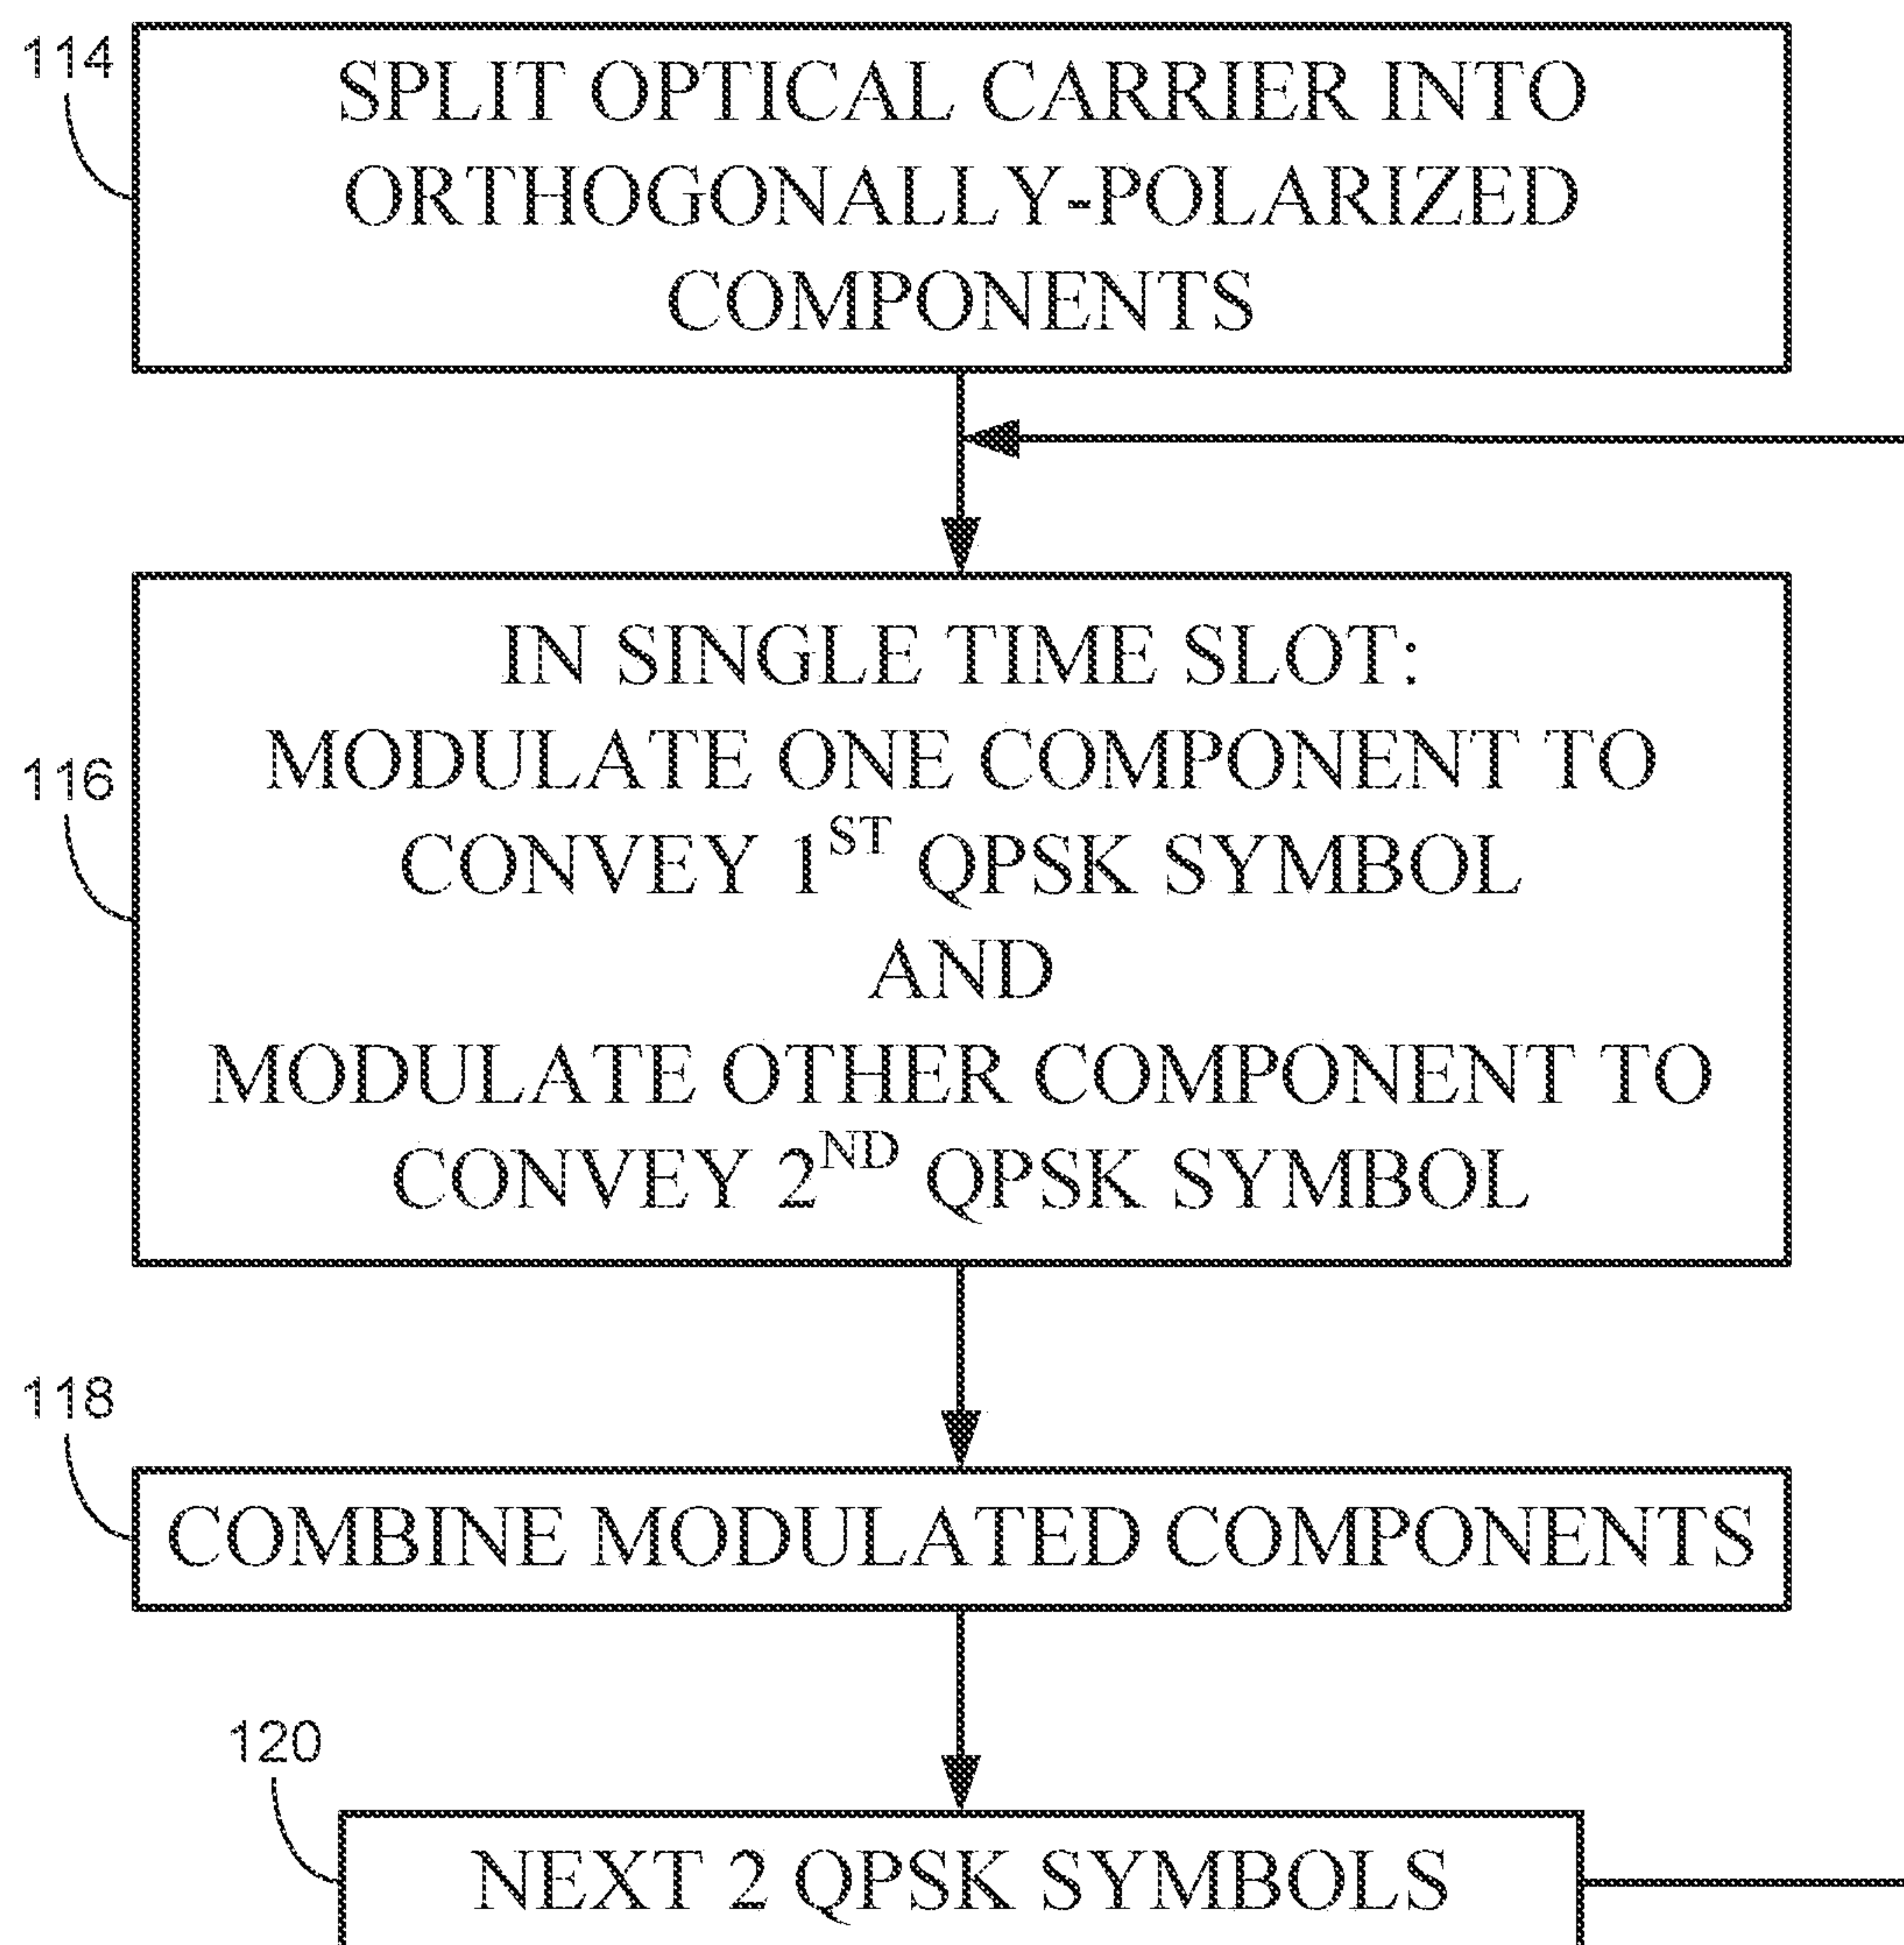 114
SPLIT OPTICAL CARRIER INTO
ORTHOGONALLY-POLARIZED
COMPONENTS
116
IN SINGLE TIME SLOT:
MODULATE ONE COMPONENT TO
CONVEY 1ST QPSK SYMBOL
AND
MODULATE OTHER COMPONENT TO
CONVEY 2ND QPSK SYMBOL
118
COMBINE MODULATED COMPONENTS
120
NEXT 2 QPSK SYMBOLS